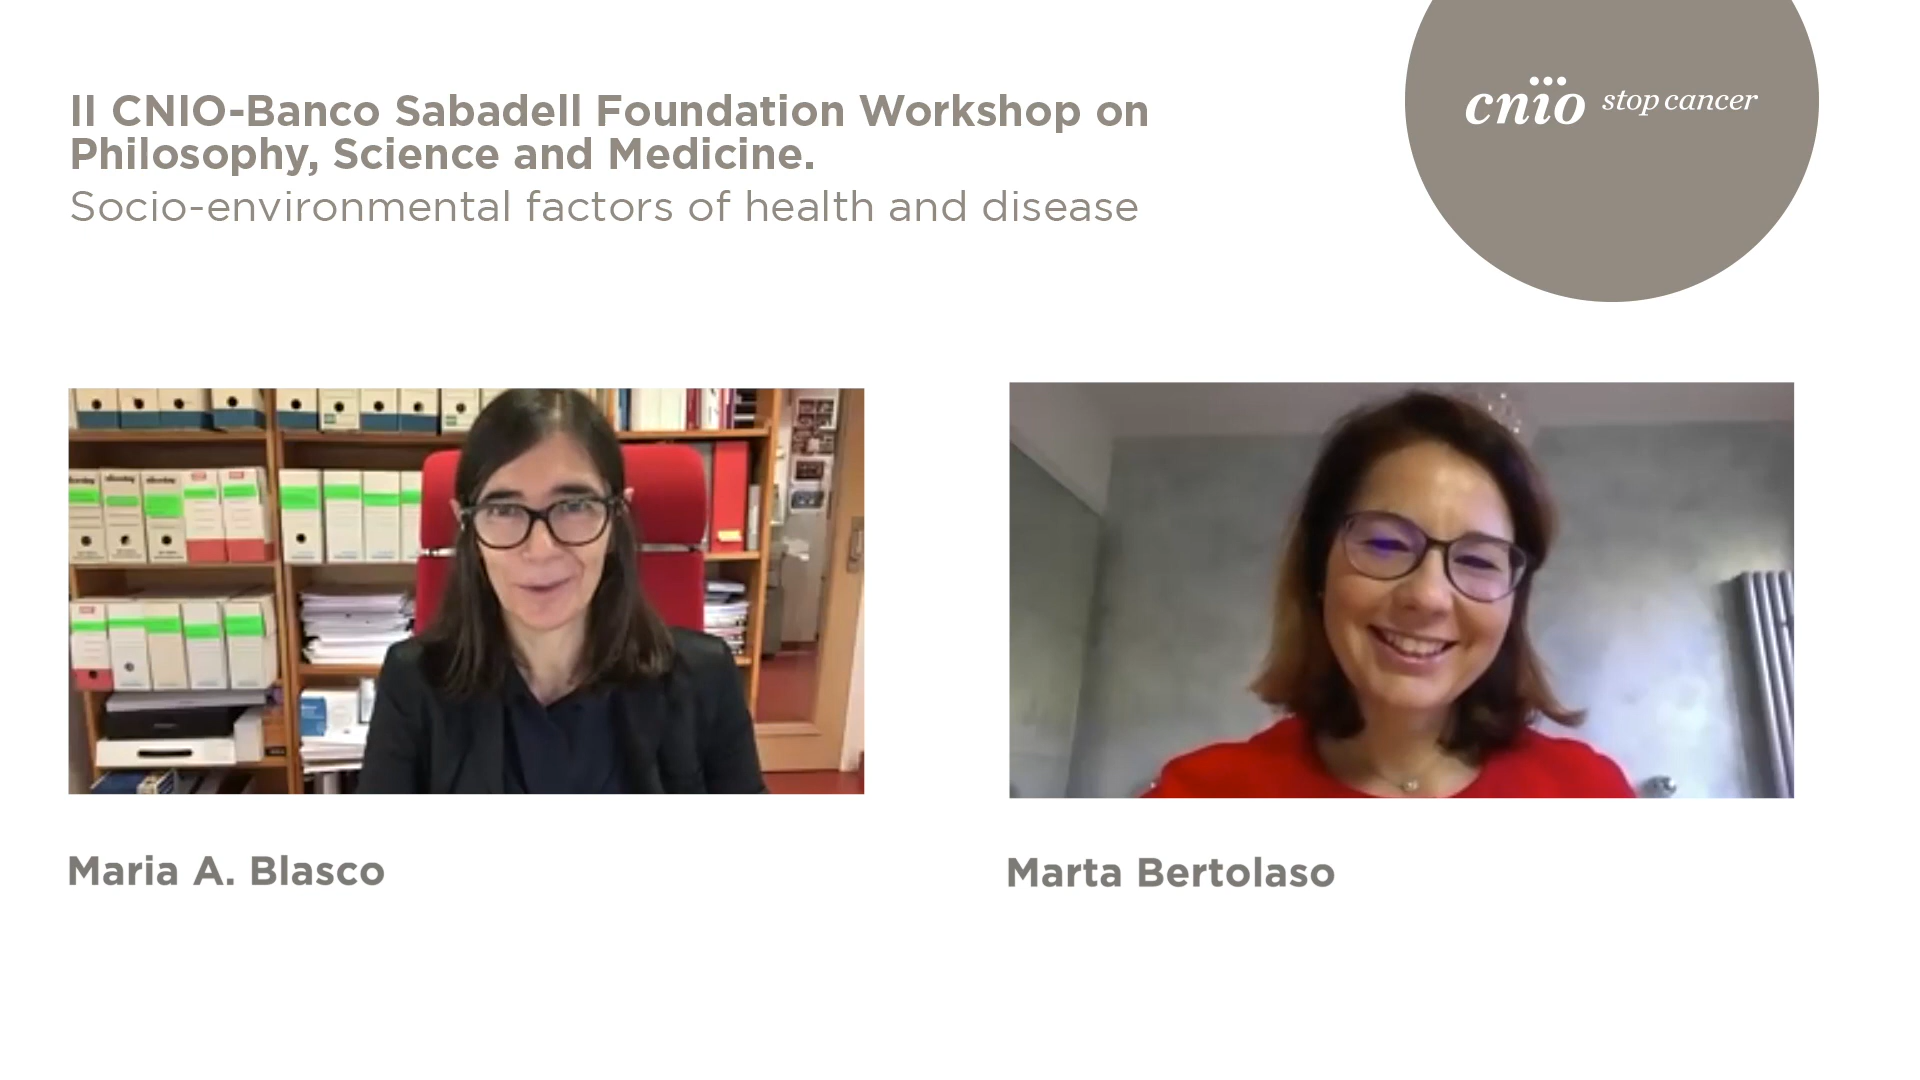 II CNIO-Banco Sabadell Foundation Workshop on
Philosophy, Science and Medicine.
Socio-environmental factors of health and disease
cnio stop cancer
Maria A. Blasco
Marta Bertolaso